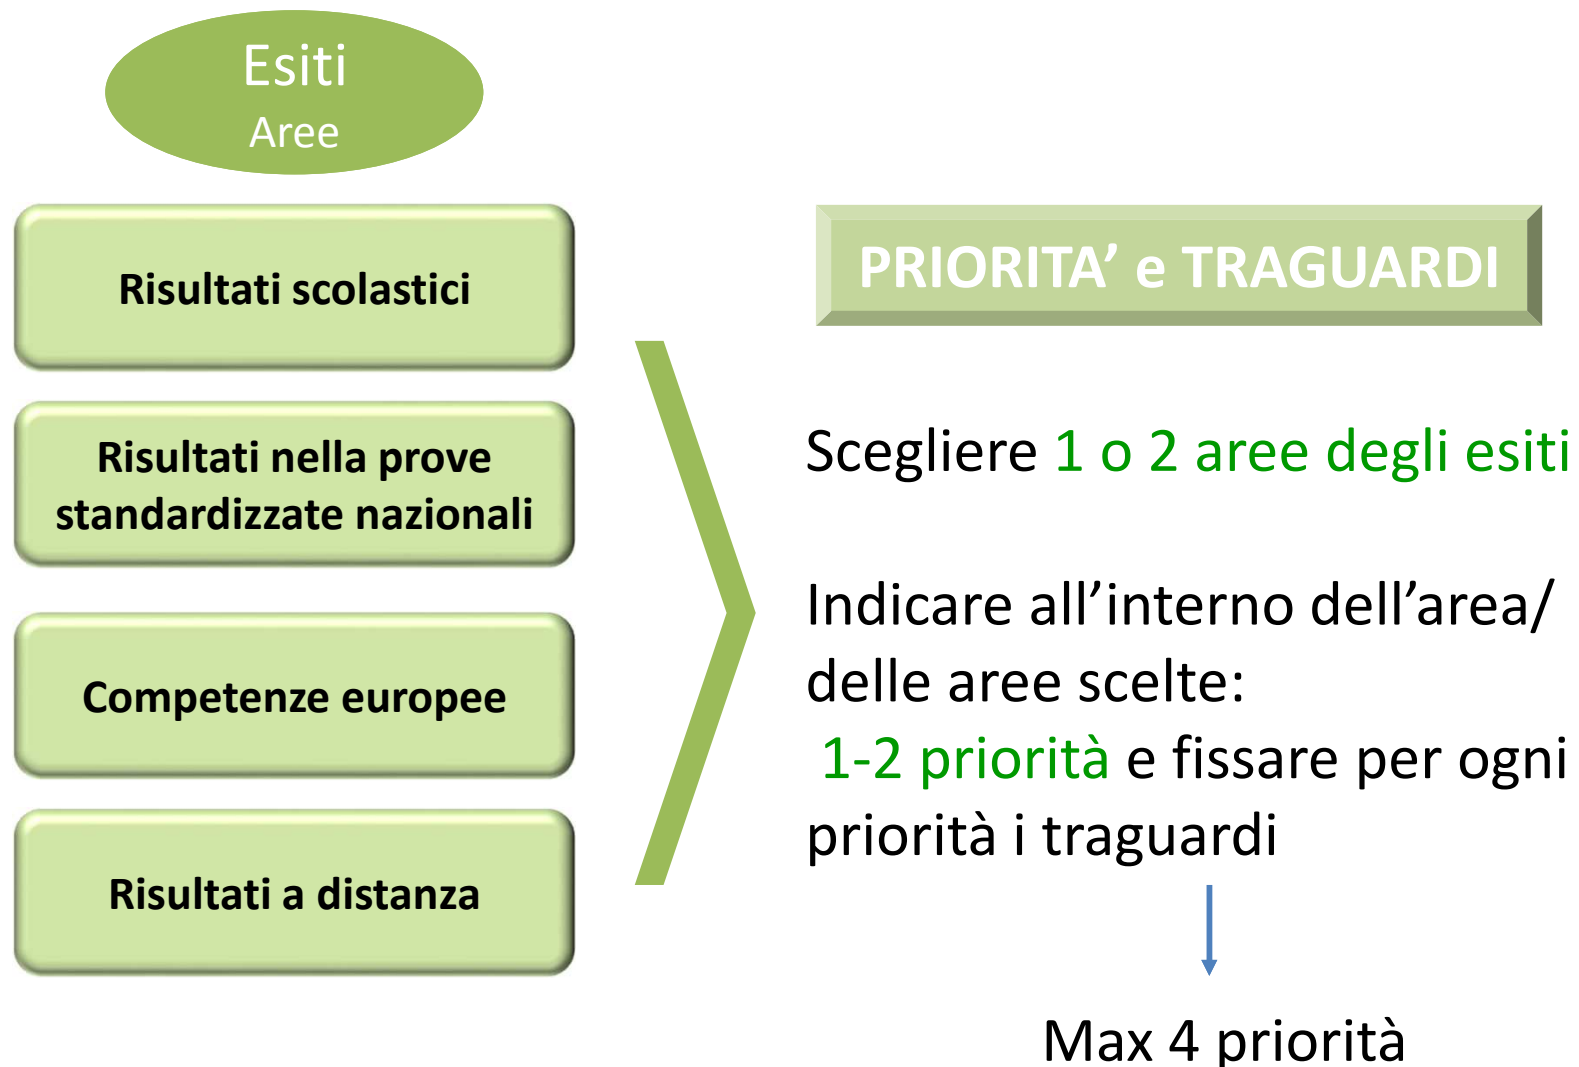 Esiti
Aree
Risultati scolastici
Risultati nella prove
standardizzate nazionali
Competenze europee
Risultati a distanza
PRIORITA’ e TRAGUARDI
Scegliere 1 o 2 aree degli esiti
Indicare all’interno dell’area/
delle aree scelte:
1-2 priorità e fissare per ogni
priorità i traguardi
Max 4 priorità